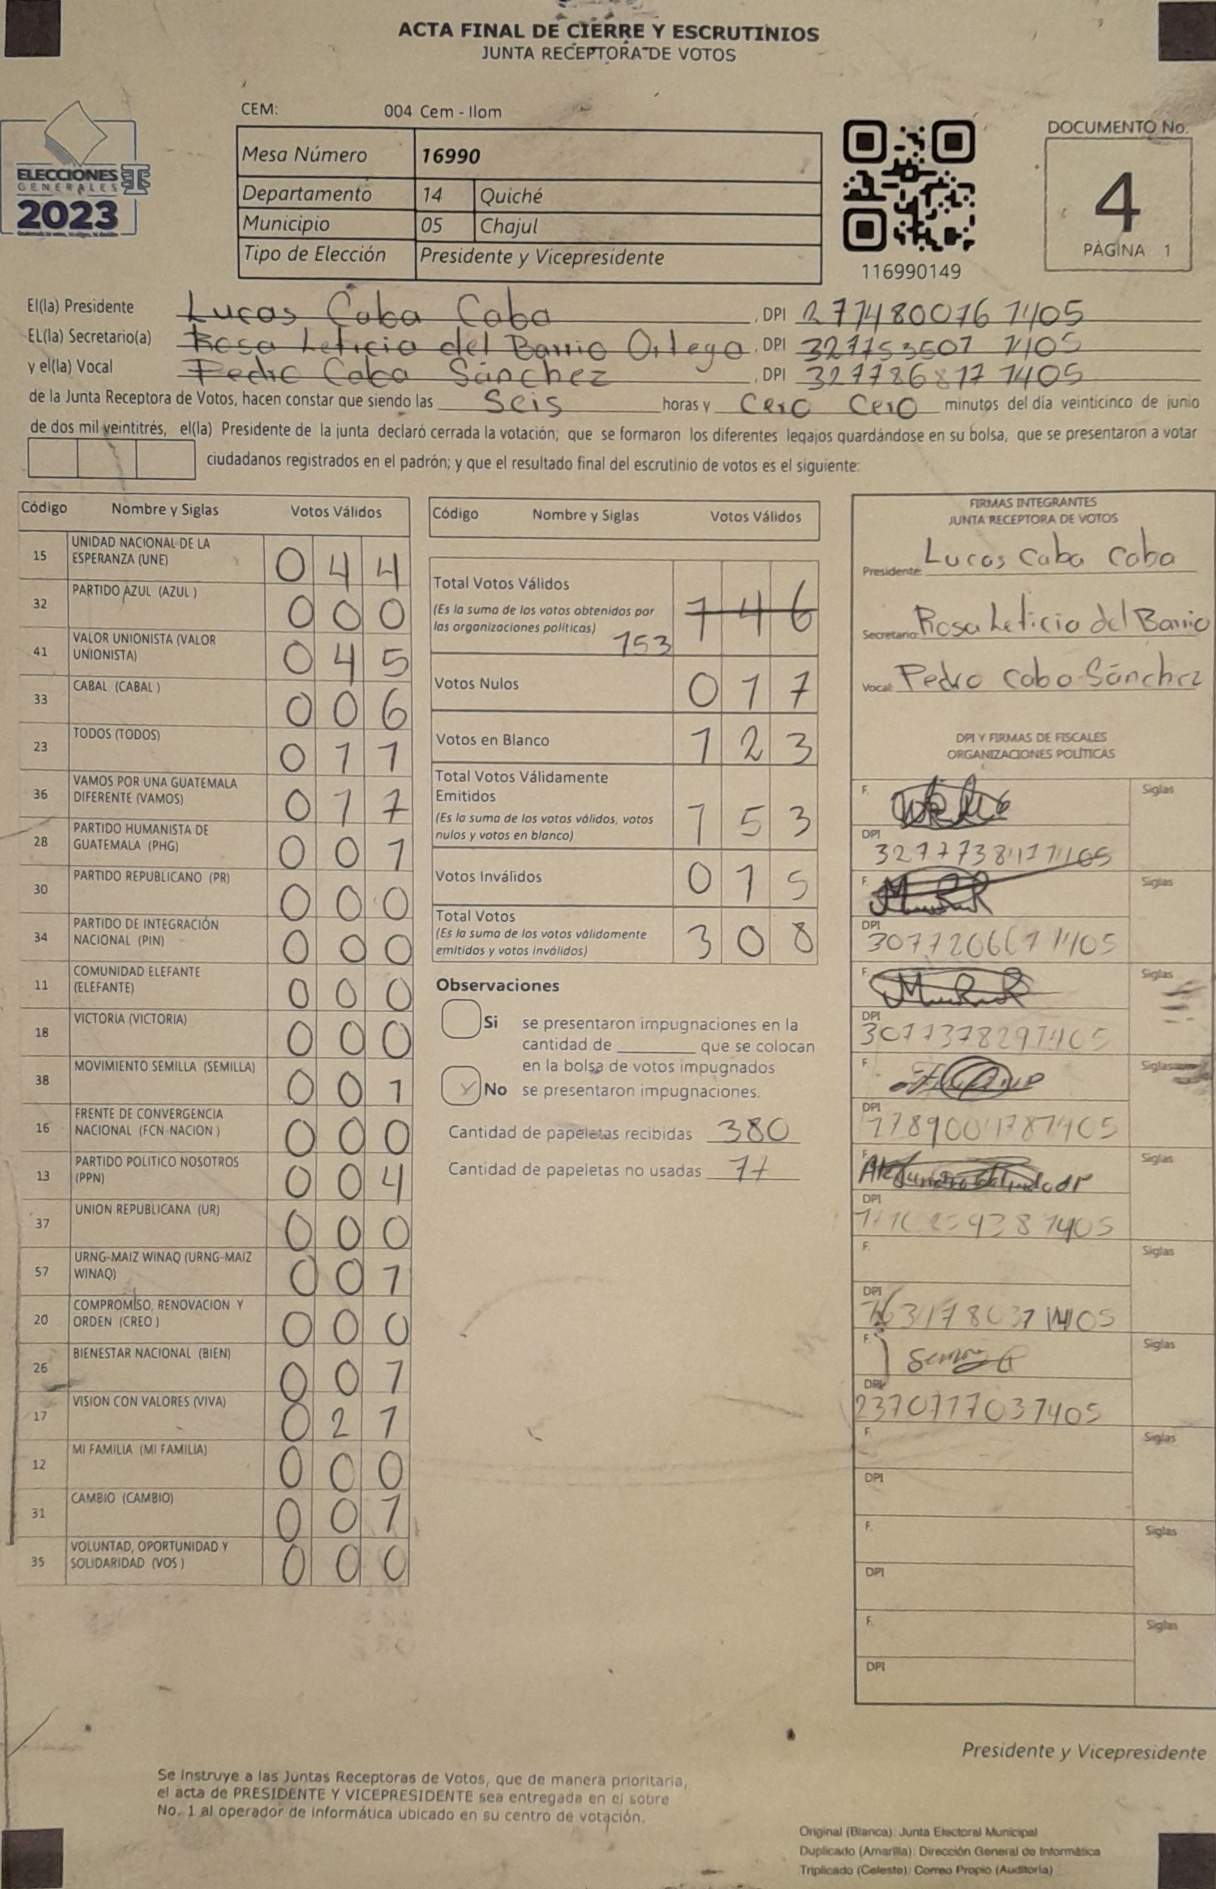 ACTA FINAL DE CIERRE Y ESCRUTINIOS
JUNTA RECEPTORA DE VOTOS
CEM: 004 Cem - Ilom
ELECCIONES
GENERALES
2023
Mesa Número 16990
Departamento 14 Quiché
Municipio 05 Chajul
Tipo de Elección Presidente y Vicepresidente
116990149
DOCUMENTO No.
4
PÁGINA 1
El(la) Presidente Lucas Caba Caba , DPI
EL(la) Secretario(a) Rosa Leticia del Barrio Ortega , DPI
y el(la) Vocal Pedro Caba Sánchez , DPI
de la Junta Receptora de Votos, hacen constar que siendo las Seis horas y Cero Cero minutos del día veinticinco de junio
de dos mil veintitrés, el(la) Presidente de la junta declaró cerrada la votación; que se formaron los diferentes legajos guardándose en su bolsa, que se presentaron a votar
ciudadanos registrados en el padrón; y que el resultado final del escrutinio de votos es el siguiente:
Código Nombre y Siglas Votos Válidos
15 UNIDAD NACIONAL DE LA ESPERANZA (UNE) 0 4 4
32 PARTIDO AZUL (AZUL ) 0 0 0
41 VALOR UNIONISTA (VALOR UNIONISTA) 0 4 5
33 CABAL (CABAL ) 0 0 6
23 TODOS (TODOS) 0 1 1
36 VAMOS POR UNA GUATEMALA DIFERENTE (VAMOS) 0 1 7
28 PARTIDO HUMANISTA DE GUATEMALA (PHG) 0 0 1
30 PARTIDO REPUBLICANO (PR) 0 0 0
34 PARTIDO DE INTEGRACIÓN NACIONAL (PIN) 0 0 0
11 COMUNIDAD ELEFANTE (ELEFANTE) 0 0 0
18 VICTORIA (VICTORIA) 0 0 0
38 MOVIMIENTO SEMILLA (SEMILLA) 0 0 1
16 FRENTE DE CONVERGENCIA NACIONAL (FCN-NACION ) 0 0 0
13 PARTIDO POLITICO NOSOTROS (PPN) 0 0 4
37 UNION REPUBLICANA (UR) 0 0 0
57 URNG-MAIZ WINAQ (URNG-MAIZ WINAQ) 0 0 1
20 COMPROMISO, RENOVACION Y ORDEN (CREO ) 0 0 0
26 BIENESTAR NACIONAL (BIEN) 0 0 1
17 VISION CON VALORES (VIVA) 0 2 1
12 MI FAMILIA (MI FAMILIA) 0 0 0
31 CAMBIO (CAMBIO) 0 0 1
35 VOLUNTAD, OPORTUNIDAD Y SOLIDARIDAD (VOS ) 0 0 0
Código Nombre y Siglas Votos Válidos
Total Votos Válidos
(Es la suma de los votos obtenidos por
las organizaciones políticas) 153 1 4 6
Votos Nulos 0 1 7
Votos en Blanco 1 2 3
Total Votos Válidamente
Emitidos
(Es la suma de los votos válidos, votos
nulos y votos en blanco) 1 5 3
Votos Inválidos 0 1 5
Total Votos
(Es la suma de los votos válidamente
emitidos y votos inválidos) 3 0 8
Observaciones
Si se presentaron impugnaciones en la
cantidad de que se colocan
en la bolsa de votos impugnados
No se presentaron impugnaciones.
Cantidad de papeletas recibidas 380
Cantidad de papeletas no usadas 71
FIRMAS INTEGRANTES
JUNTA RECEPTORA DE VOTOS
Presidente: Lucas Caba Caba
Secretario: Rosa Leticia del Barrio
Vocal: Pedro Caba Sánchez
DPI Y FIRMAS DE FISCALES
ORGANIZACIONES POLÍTICAS
F. Siglas
DPI
F. Siglas
DPI
F. Siglas
DPI
F. Siglas
DPI
F. Siglas
DPI
F. Siglas
DPI
F. Siglas
DPI 2370117031405
F. Siglas
DPI
F. Siglas
DPI
F. Siglas
DPI
Presidente y Vicepresidente
Se instruye a las Juntas Receptoras de Votos, que de manera prioritaria,
el acta de PRESIDENTE Y VICEPRESIDENTE sea entregada en el sobre
No. 1 al operador de informática ubicado en su centro de votación.
Original (Blanca): Junta Electoral Municipal
Duplicado (Amarilla): Dirección General de Informática
Triplicado (Celeste): Correo Propio (Auditoría)